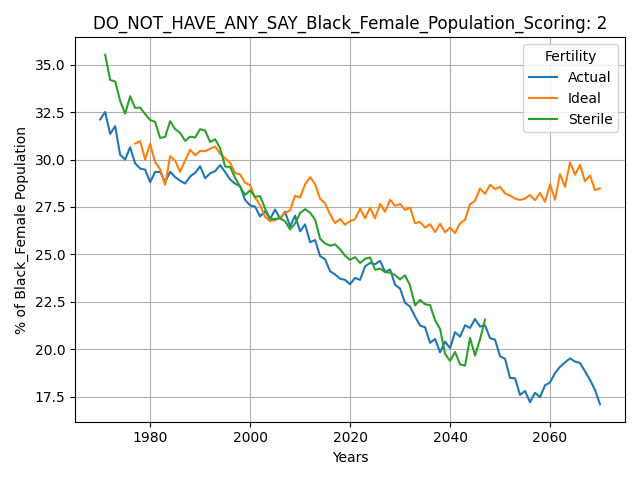 DO_NOT_HAVE_ANY_SAY_Black_Female_Population_Scoring: 2
Fertility
Actual
Ideal
Sterile
% of Black_Female Population
35.0
32.5
30.0
27.5
25.0
22.5
20.0
17.5
1980 2000 2020 2040 2060
Years